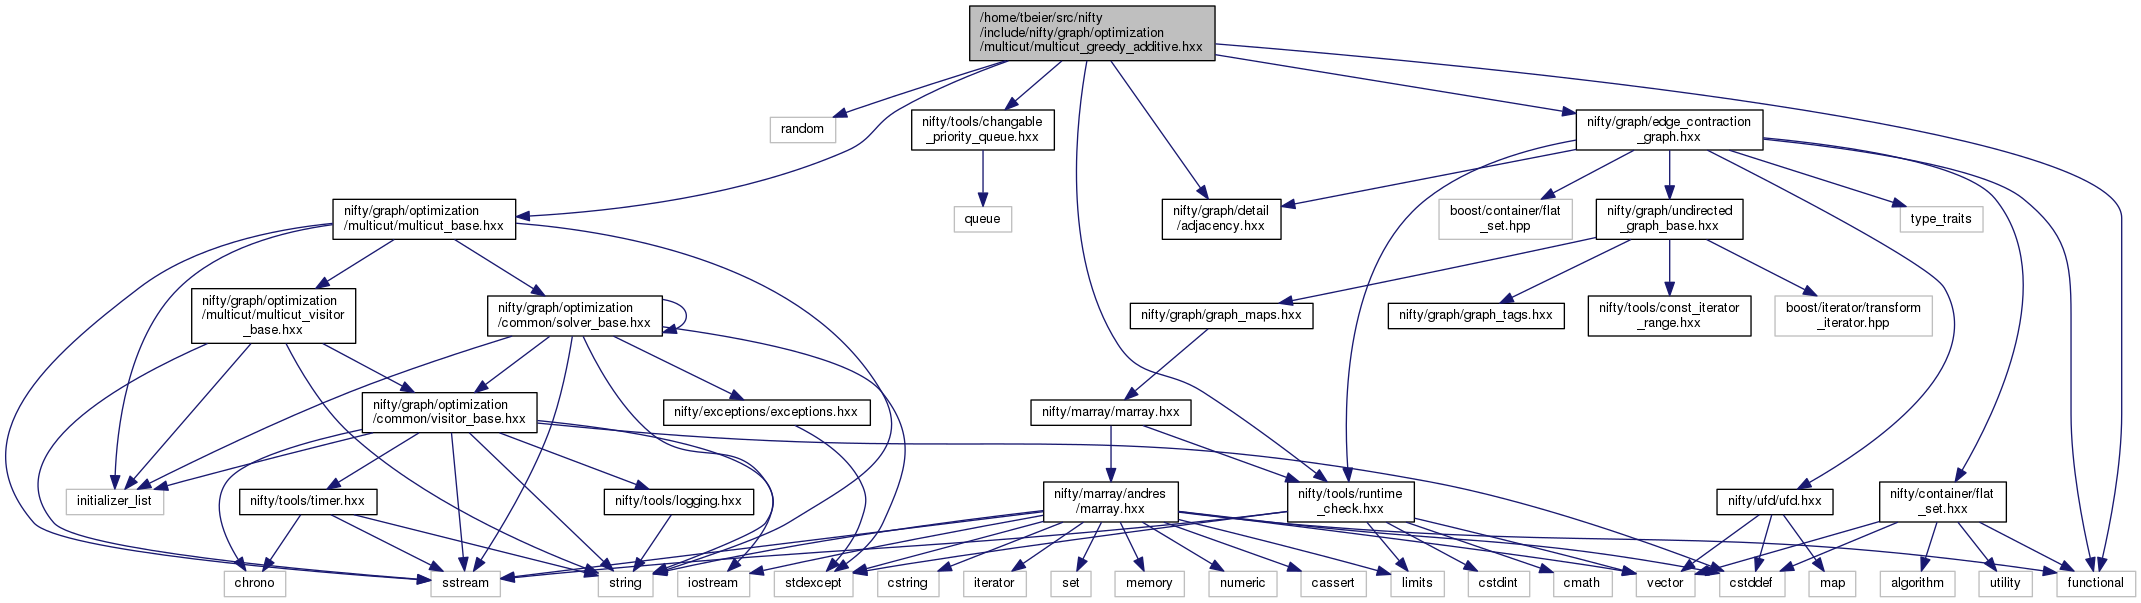 /home/tbeier/src/nifty
/include/nifty/graph/optimization
/multicut/multicut_greedy_additive.hxx
random
nifty/tools/changable
_priority_queue.hxx
nifty/graph/edge_contraction
_graph.hxx
nifty/graph/optimization
/multicut/multicut_base.hxx
queue
nifty/graph/detail
/adjacency.hxx
boost/container/flat
_set.hpp
nifty/graph/undirected
_graph_base.hxx
type_traits
nifty/graph/optimization
/multicut/multicut_visitor
_base.hxx
nifty/graph/optimization
/common/solver_base.hxx
nifty/graph/graph_maps.hxx
nifty/graph/graph_tags.hxx
nifty/tools/const_iterator
_range.hxx
boost/iterator/transform
_iterator.hpp
nifty/graph/optimization
/common/visitor_base.hxx
nifty/exceptions/exceptions.hxx
nifty/marray/marray.hxx
initializer_list
nifty/tools/timer.hxx
nifty/tools/logging.hxx
nifty/marray/andres
/marray.hxx
nifty/tools/runtime
_check.hxx
nifty/ufd/ufd.hxx
nifty/container/flat
_set.hxx
chrono
sstream
string
iostream
stdexcept
cstring
iterator
set
memory
numeric
cassert
limits
cstdint
cmath
vector
cstddef
map
algorithm
utility
functional